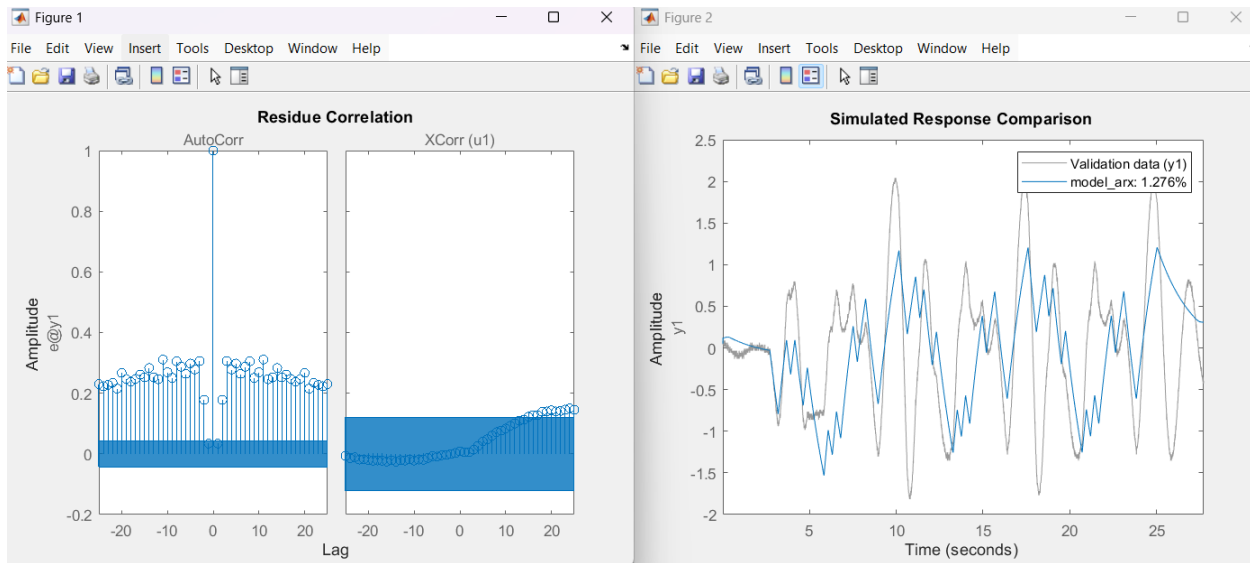 Figure 1
File Edit View Insert Tools Desktop Window Help
Residue Correlation
AutoCorr
XCorr (u1)
Amplitude
e@y1
1
0.8
0.6
0.4
0.2
0
-0.2
-20 -10 0 10 20
-20 -10 0 10 20
Lag
Figure 2
File Edit View Insert Tools Desktop Window Help
Simulated Response Comparison
Validation data (y1)
model_arx: 1.276%
Amplitude
y1
2.5
2
1.5
1
0.5
0
-0.5
-1
-1.5
-2
5 10 15 20 25
Time (seconds)